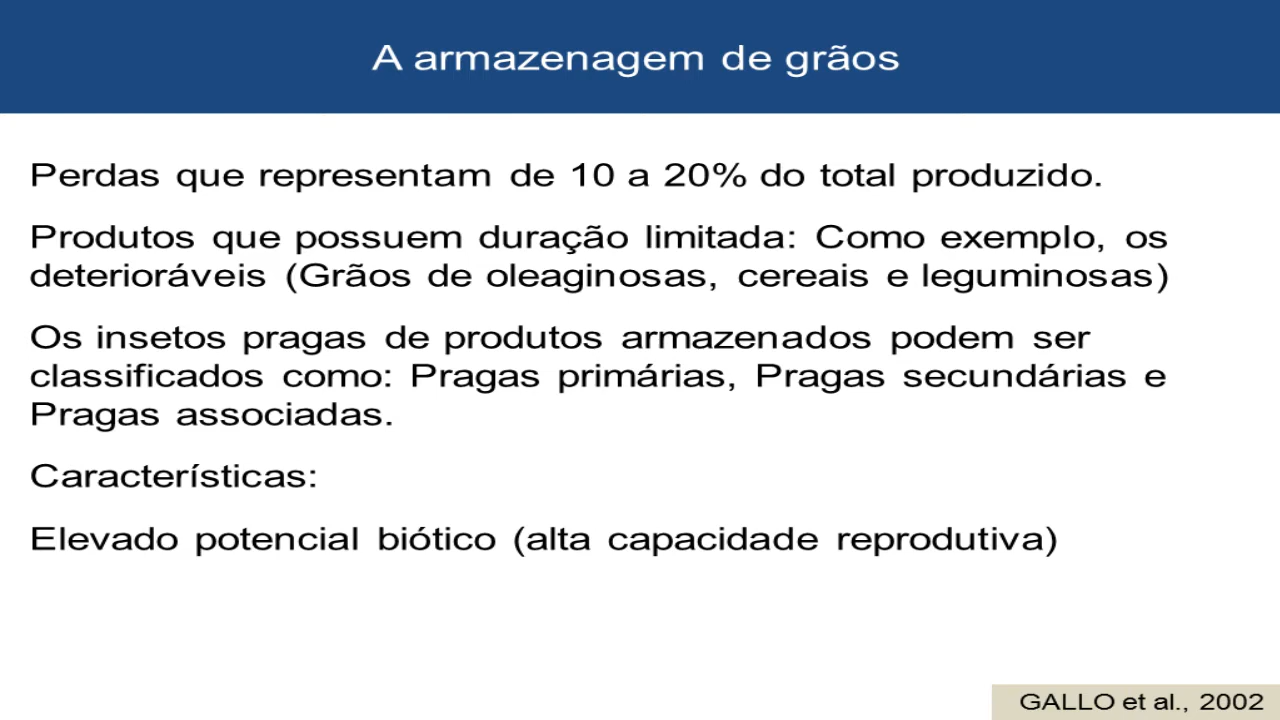 A armazenagem de grãos
Perdas que representam de 10 a 20% do total produzido.
Produtos que possuem duração limitada: Como exemplo, os
deterioráveis (Grãos de oleaginosas, cereais e leguminosas)
Os insetos pragas de produtos armazenados podem ser
classificados como: Pragas primárias, Pragas secundárias e
Pragas associadas.
Características:
Elevado potencial biótico (alta capacidade reprodutiva)
GALLO et al., 2002